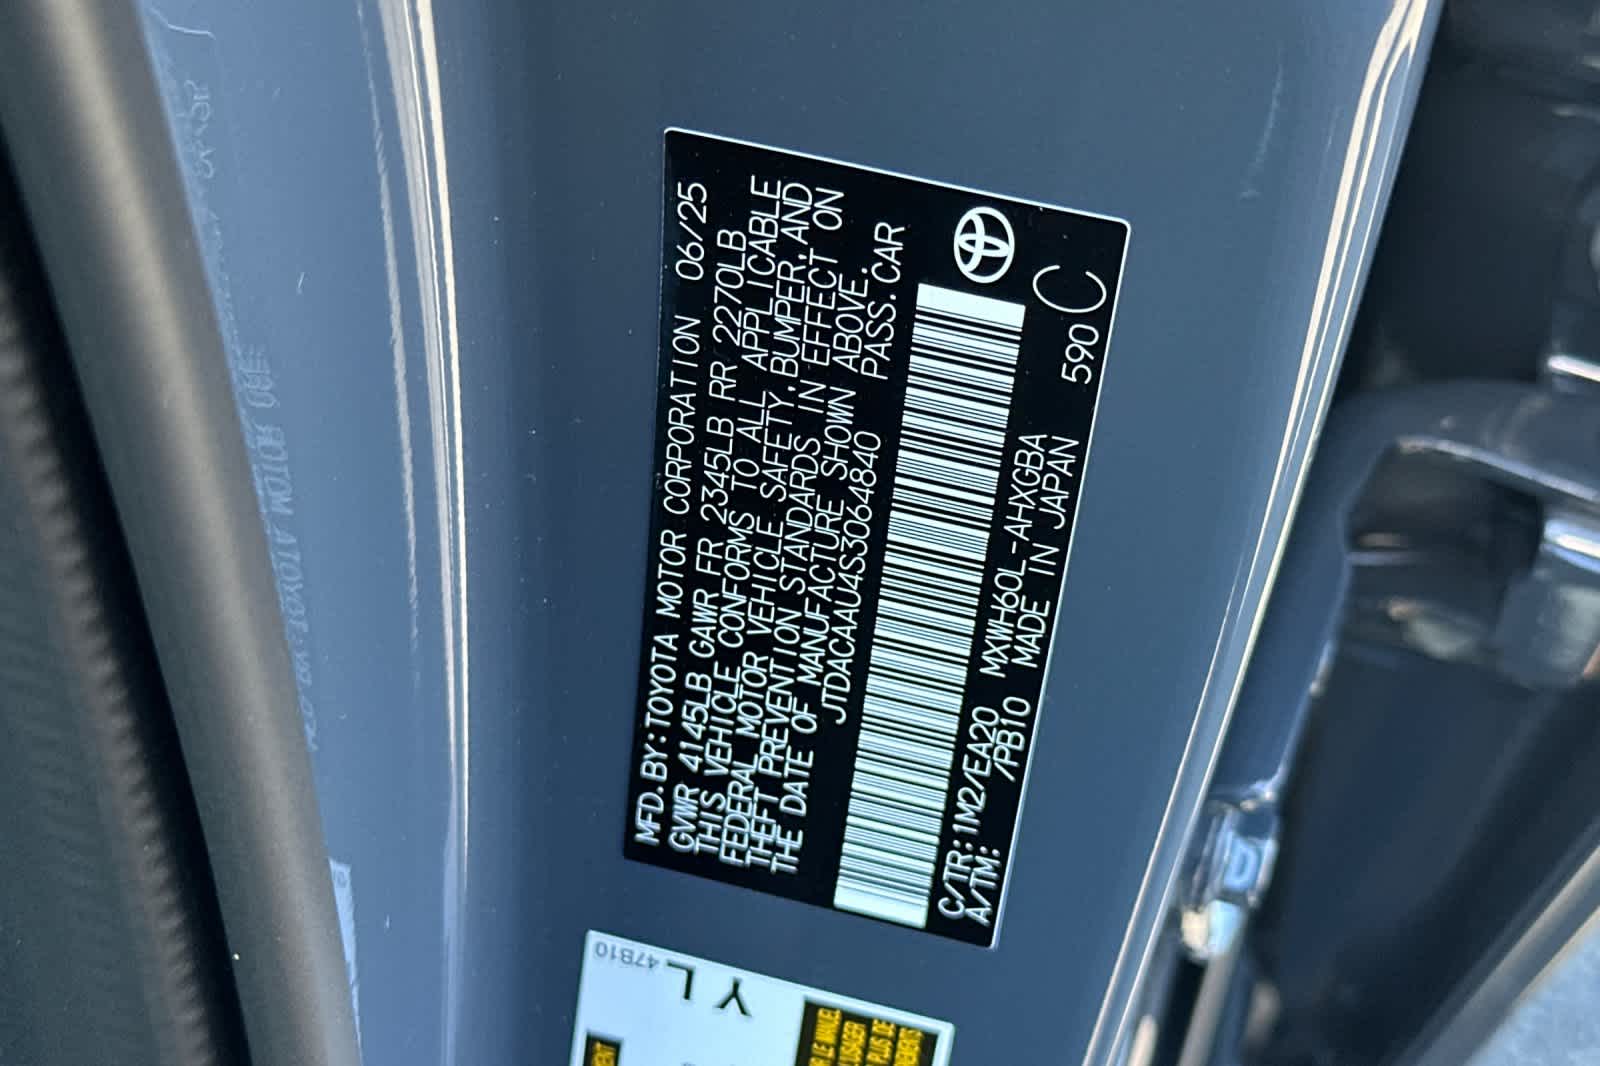 MFD.BY:TOYOTA MOTOR CORPORATION 06/25
GVWR 4145LB GAWR FR 2345LB RR 2270LB
THIS VEHICLE CONFORMS TO ALL APPLICABLE
FEDERAL MOTOR VEHICLE SAFETY,BUMPER,AND
THEFT PREVENTION STANDARDS IN EFFECT ON
THE DATE OF MANUFACTURE SHOWN ABOVE.
JTDACAAU4S3064840 PASS.CAR
C/TR:1M2/EA20 MXWH60L-AHXGBA 590
A/TM: /PB10 MADE IN JAPAN C
47B10
YL